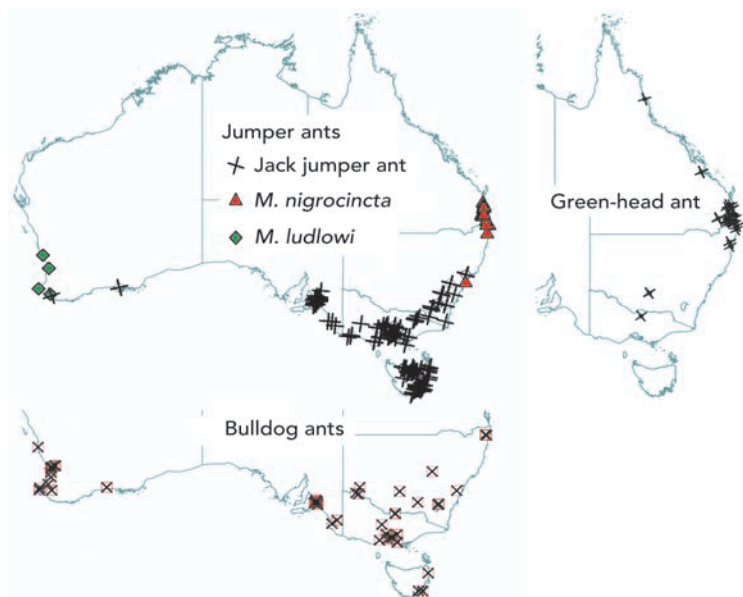 Jumper ants
Jack jumper ant
M. nigrocincta
M. ludlowi
Green-head ant
Bulldog ants